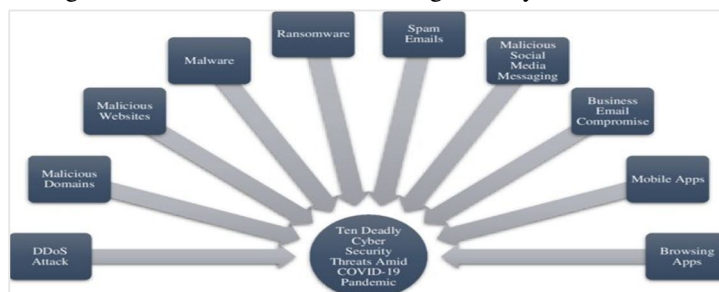 DDoS
Attack
Malicious
Domains
Malicious
Websites
Malware
Ransomware
Spam
Emails
Malicious
Social
Media
Messaging
Business
Email
Compromise
Mobile Apps
Browsing
Apps
Ten Deadly
Cyber
Security
Threats Amid
COVID-19
Pandemic